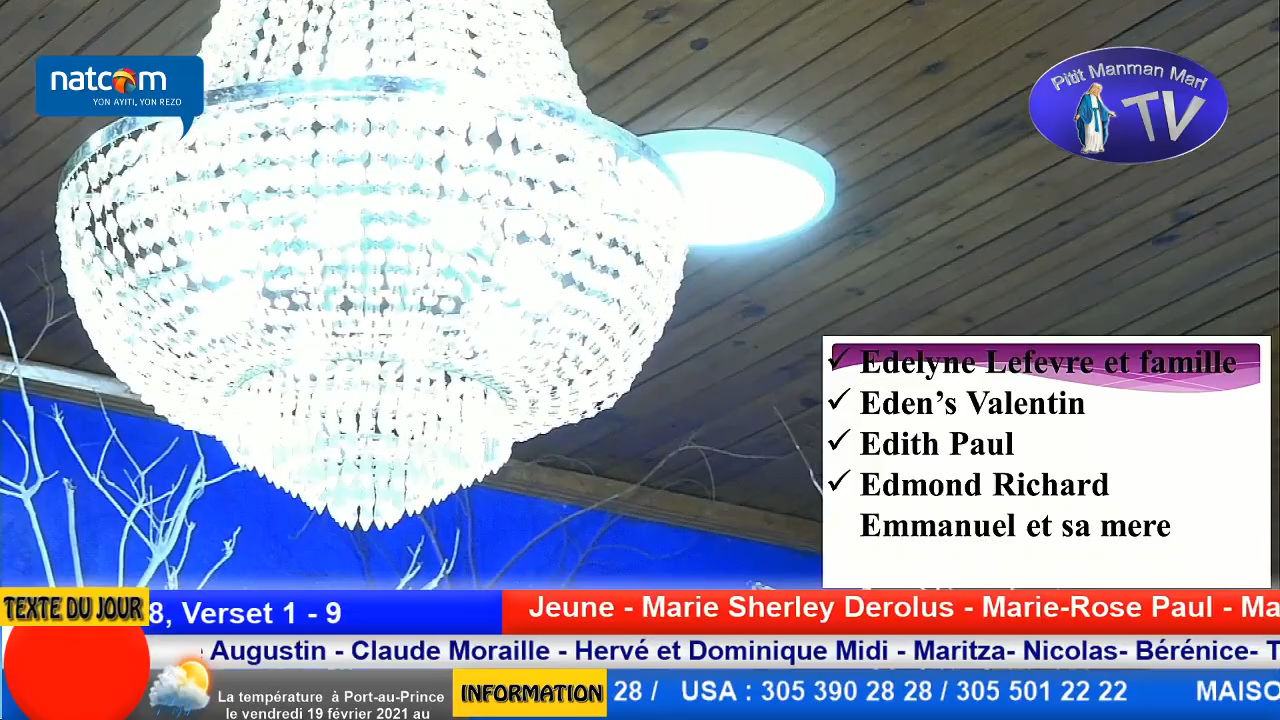 natcom
YON AYITI, YON REZO
Pitit Manman Mari
TV
✓ Edelyne Lefevre et famille
✓ Eden’s Valentin
✓ Edith Paul
✓ Edmond Richard
Emmanuel et sa mere
TEXTE DU JOUR
8, Verset 1 - 9
Jeune - Marie Sherley Derolus - Marie-Rose Paul - Ma
Augustin - Claude Moraille - Hervé et Dominique Midi - Maritza- Nicolas- Bérénice- T
La température à Port-au-Prince
le vendredi 19 février 2021 au
INFORMATION
28 / USA : 305 390 28 28 / 305 501 22 22 MAISO